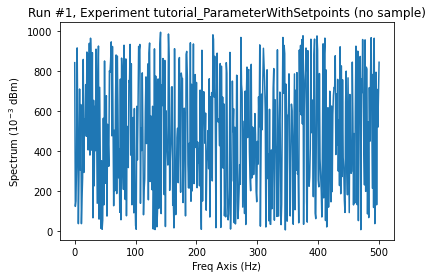 Run #1, Experiment tutorial_ParameterWithSetpoints (no sample)
1000
800
600
400
200
0
Spectrum (10⁻³ dBm)
0 100 200 300 400 500
Freq Axis (Hz)